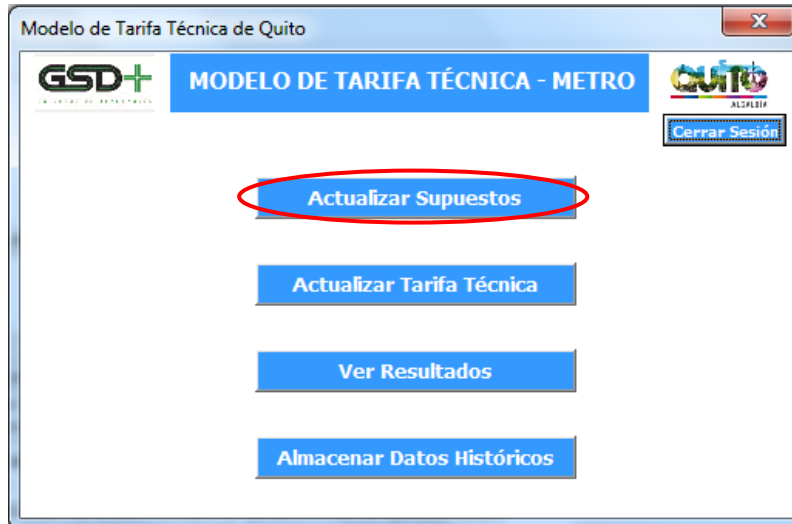 Modelo de Tarifa Técnica de Quito
GSD+
MODELO DE TARIFA TÉCNICA - METRO
QUITO
ALCALDÍA
Cerrar Sesión
Actualizar Supuestos
Actualizar Tarifa Técnica
Ver Resultados
Almacenar Datos Históricos